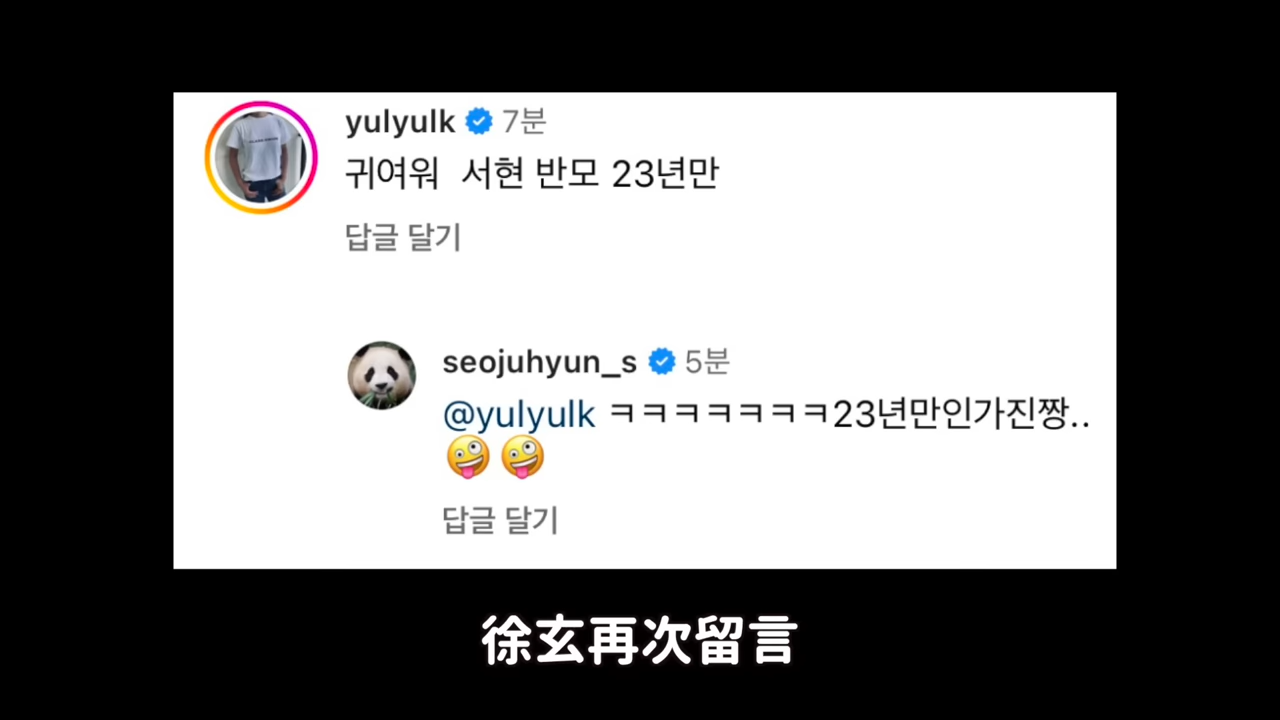 yulyulk 7분
귀여워 서현 반모 23년만
답글 달기
seojuhyun_s 5분
@yulyulk ㅋㅋㅋㅋㅋㅋㅋ23년만인가진짱..
🤪🤪
답글 달기
徐玄再次留言